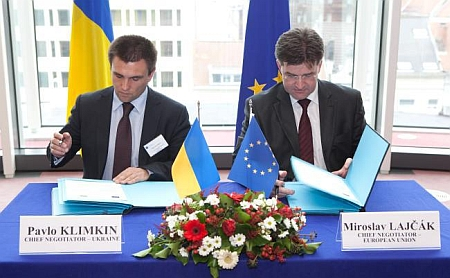 Pavlo KLIMKIN
CHIEF NEGOTIATOR – UKRAINE
Miroslav LAJČÁK
CHIEF NEGOTIATOR –
EUROPEAN UNION